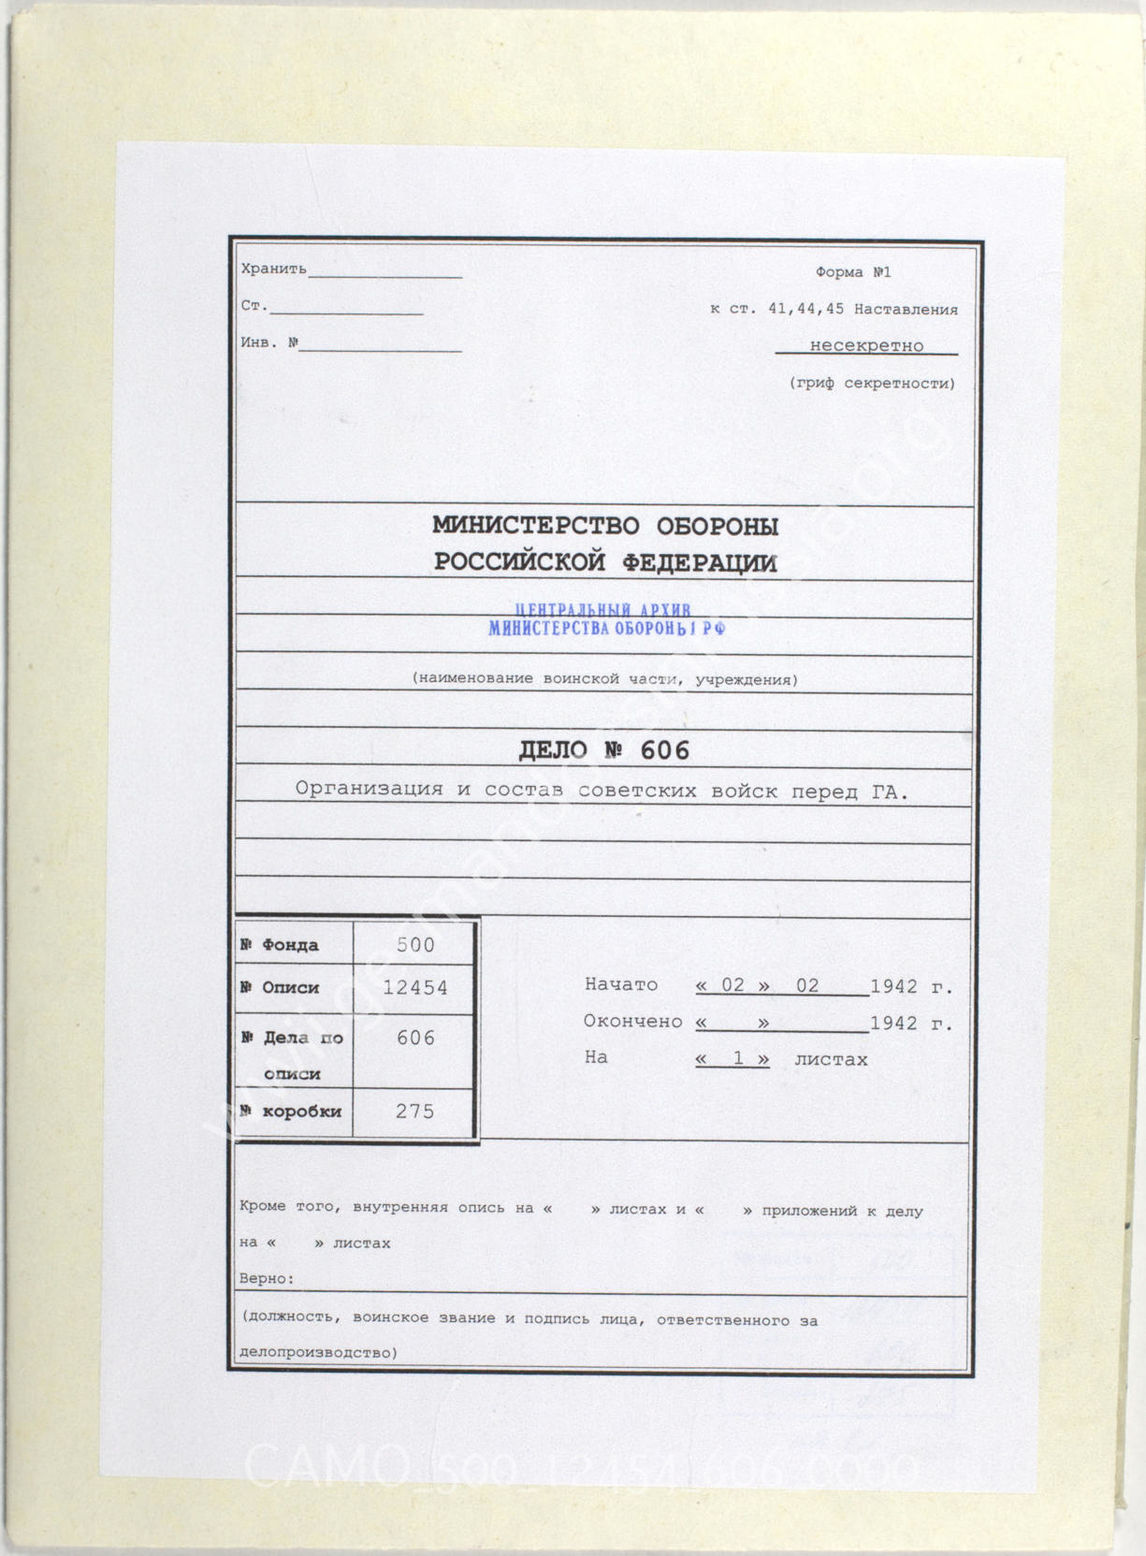 Хранить
Форма №1
Ст.
к ст. 41,44,45 Наставления
Инв. №
несекретно
(гриф секретности)
МИНИСТЕРСТВО ОБОРОНЫ
РОССИЙСКОЙ ФЕДЕРАЦИИ
ЦЕНТРАЛЬНЫЙ АРХИВ
МИНИСТЕРСТВА ОБОРОНЫ РФ
(наименование воинской части, учреждения)
ДЕЛО № 606
Организация и состав советских войск перед ГА.
№ Фонда 500
№ Описи 12454
№ Дела по описи 606
№ коробки 275
Начато « 02 » 02 1942 г.
Окончено « » 1942 г.
На « 1 » листах
Кроме того, внутренняя опись на « » листах и « » приложений к делу
на « » листах
Верно:
(должность, воинское звание и подпись лица, ответственного за
делопроизводство)
CAMO_500_12454_606_0000